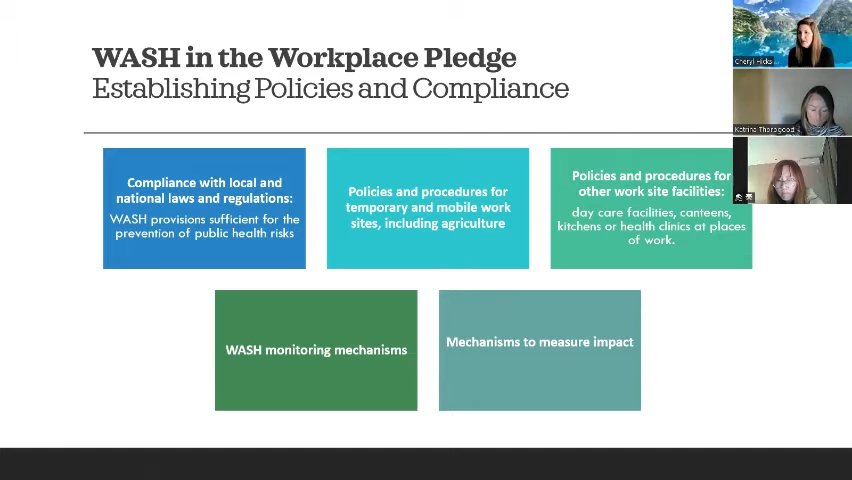 WASH in the Workplace Pledge
Establishing Policies and Compliance
Compliance with local and
national laws and regulations:
WASH provisions sufficient for the
prevention of public health risks
Policies and procedures for
temporary and mobile work
sites, including agriculture
Policies and procedures for
other work site facilities:
day care facilities, canteens,
kitchens or health clinics at places
of work.
WASH monitoring mechanisms
Mechanisms to measure impact
Cheryl Hicks
Katrina Thorogood